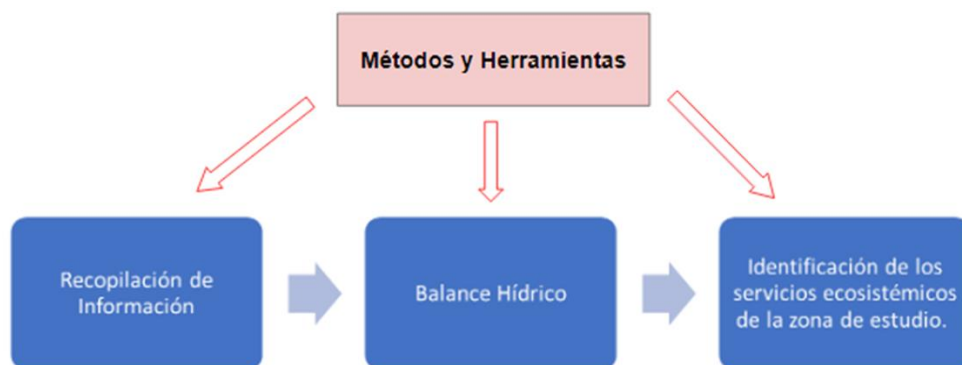 Métodos y Herramientas
Recopilación de
Información
Balance Hídrico
Identificación de los
servicios ecosistémicos
de la zona de estudio.